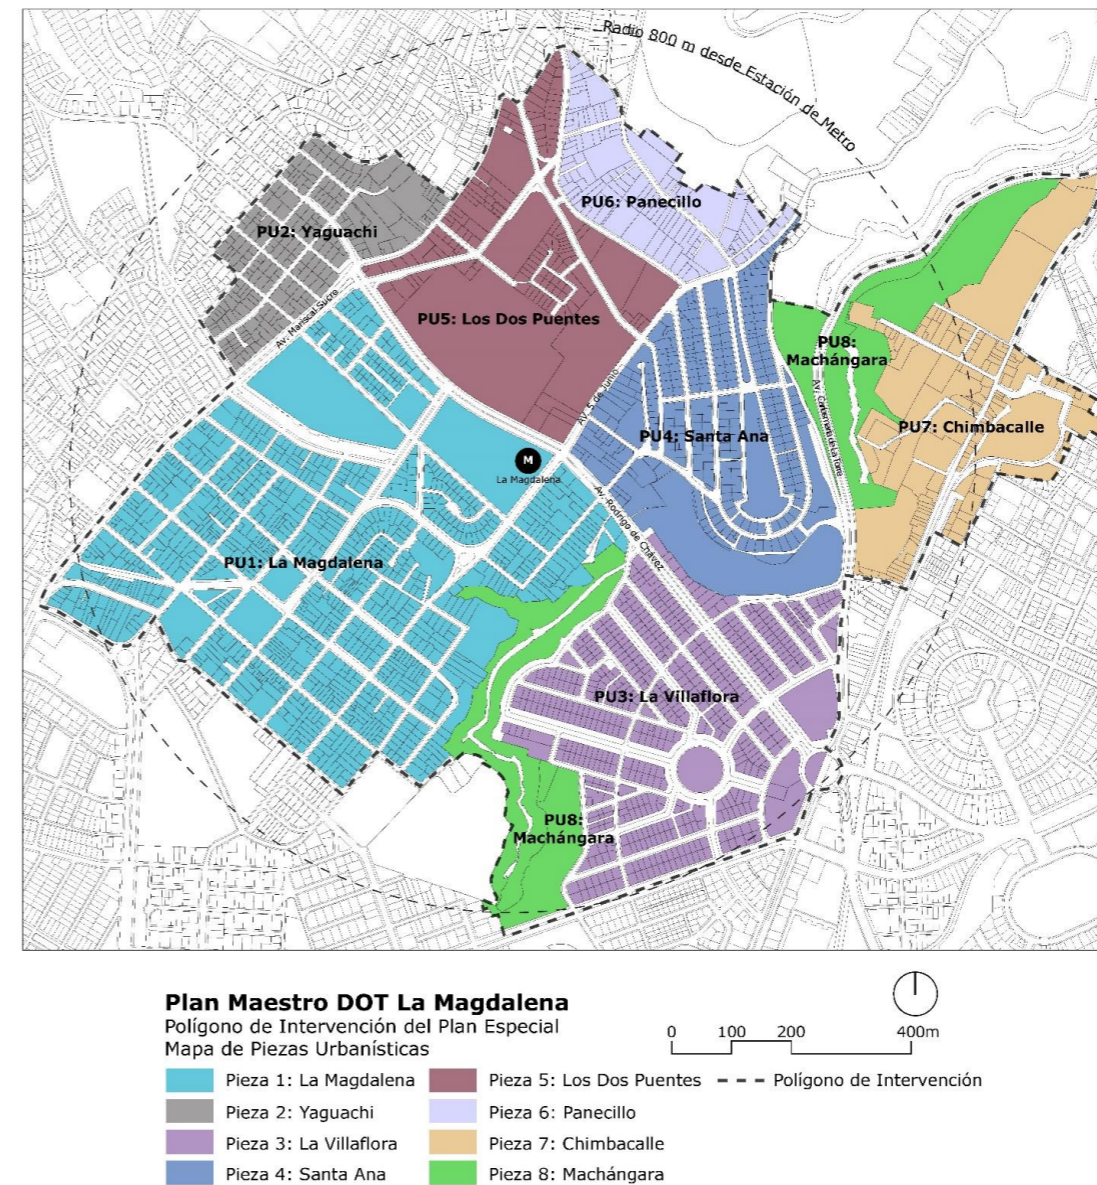 Radio 800 m desde Estación de Metro
PU6: Panecillo
PU2: Yaguachi
Av. Mariscal Sucre
PU5: Los Dos Puentes
PU8:
Machángara
Av. 5 de Junio
PU4: Santa Ana
PU7: Chimbacalle
M
La Magdalena
Av. Rodrigo de Chávez
PU1: La Magdalena
PU3: La Villaflora
PU8:
Machángara
Plan Maestro DOT La Magdalena
Polígono de Intervención del Plan Especial
Mapa de Piezas Urbanísticas
0 100 200 400m
Pieza 1: La Magdalena
Pieza 2: Yaguachi
Pieza 3: La Villaflora
Pieza 4: Santa Ana
Pieza 5: Los Dos Puentes
Pieza 6: Panecillo
Pieza 7: Chimbacalle
Pieza 8: Machángara
Polígono de Intervención